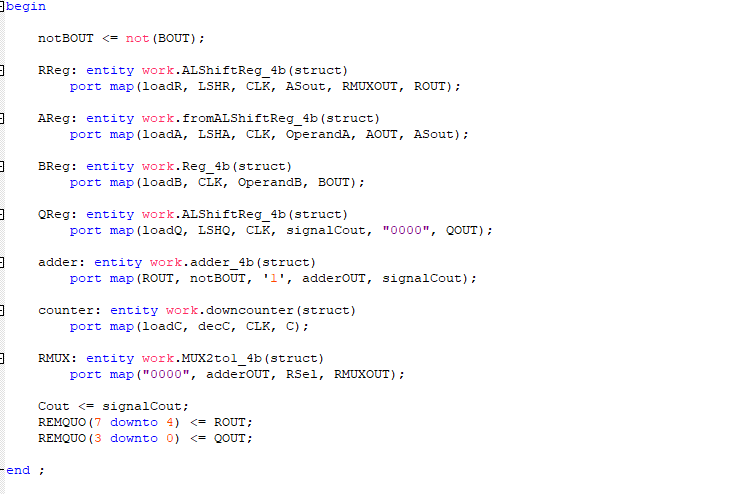 begin
notBOUT <= not(BOUT);
RReg: entity work.ALShiftReg_4b(struct)
port map(loadR, LSHR, CLK, ASout, RMUXOUT, ROUT);
AReg: entity work.fromALShiftReg_4b(struct)
port map(loadA, LSHA, CLK, OperandA, AOUT, ASout);
BReg: entity work.Reg_4b(struct)
port map(loadB, CLK, OperandB, BOUT);
QReg: entity work.ALShiftReg_4b(struct)
port map(loadQ, LSHQ, CLK, signalCout, "0000", QOUT);
adder: entity work.adder_4b(struct)
port map(ROUT, notBOUT, '1', adderOUT, signalCout);
counter: entity work.downcounter(struct)
port map(loadC, decC, CLK, C);
RMUX: entity work.MUX2to1_4b(struct)
port map("0000", adderOUT, RSel, RMUXOUT);
Cout <= signalCout;
REMQUO(7 downto 4) <= ROUT;
REMQUO(3 downto 0) <= QOUT;
end ;